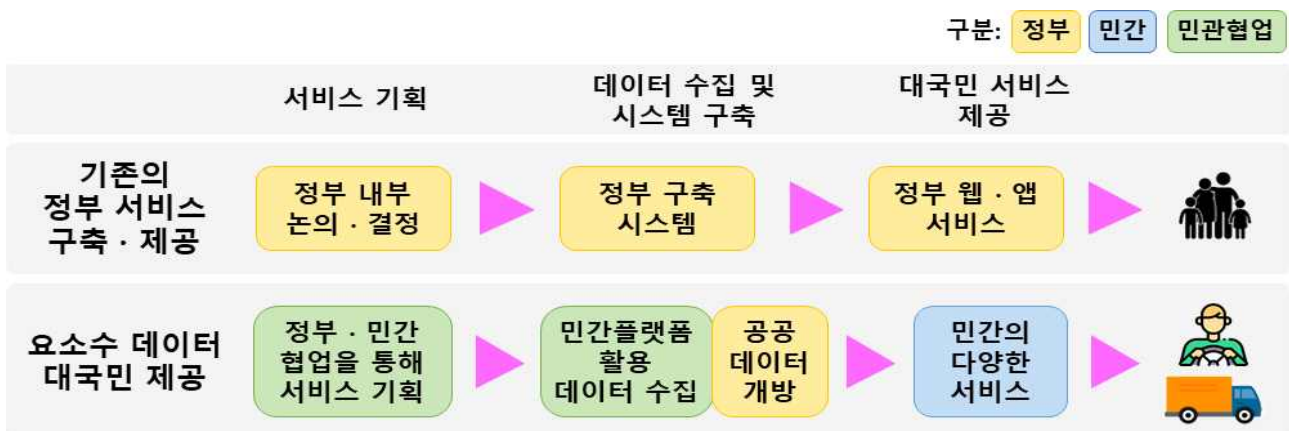 구분: 정부 민간 민관협업
서비스 기획
데이터 수집 및
시스템 구축
대국민 서비스
제공
기존의
정부 서비스
구축 · 제공
정부 내부
논의 · 결정
정부 구축
시스템
정부 웹 · 앱
서비스
요소수 데이터
대국민 제공
정부 · 민간
협업을 통해
서비스 기획
민간플랫폼
활용
데이터 수집
공공
데이터
개방
민간의
다양한
서비스